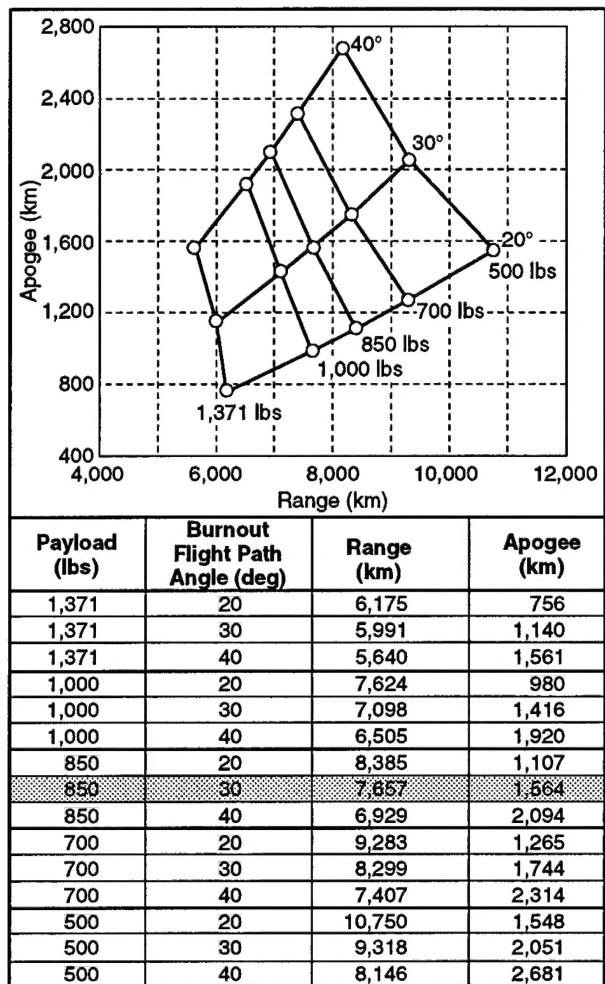 2,800
2,400
2,000
1,600
1,200
800
400
Apogee (km)
40°
30°
20°
500 lbs
700 lbs
850 lbs
1,000 lbs
1,371 lbs
4,000 6,000 8,000 10,000 12,000
Range (km)
Payload (lbs) Burnout Flight Path Angle (deg) Range (km) Apogee (km)
1,371 20 6,175 756
1,371 30 5,991 1,140
1,371 40 5,640 1,561
1,000 20 7,624 980
1,000 30 7,098 1,416
1,000 40 6,505 1,920
850 20 8,385 1,107
850 30 7,657 1,564
850 40 6,929 2,094
700 20 9,283 1,265
700 30 8,299 1,744
700 40 7,407 2,314
500 20 10,750 1,548
500 30 9,318 2,051
500 40 8,146 2,681